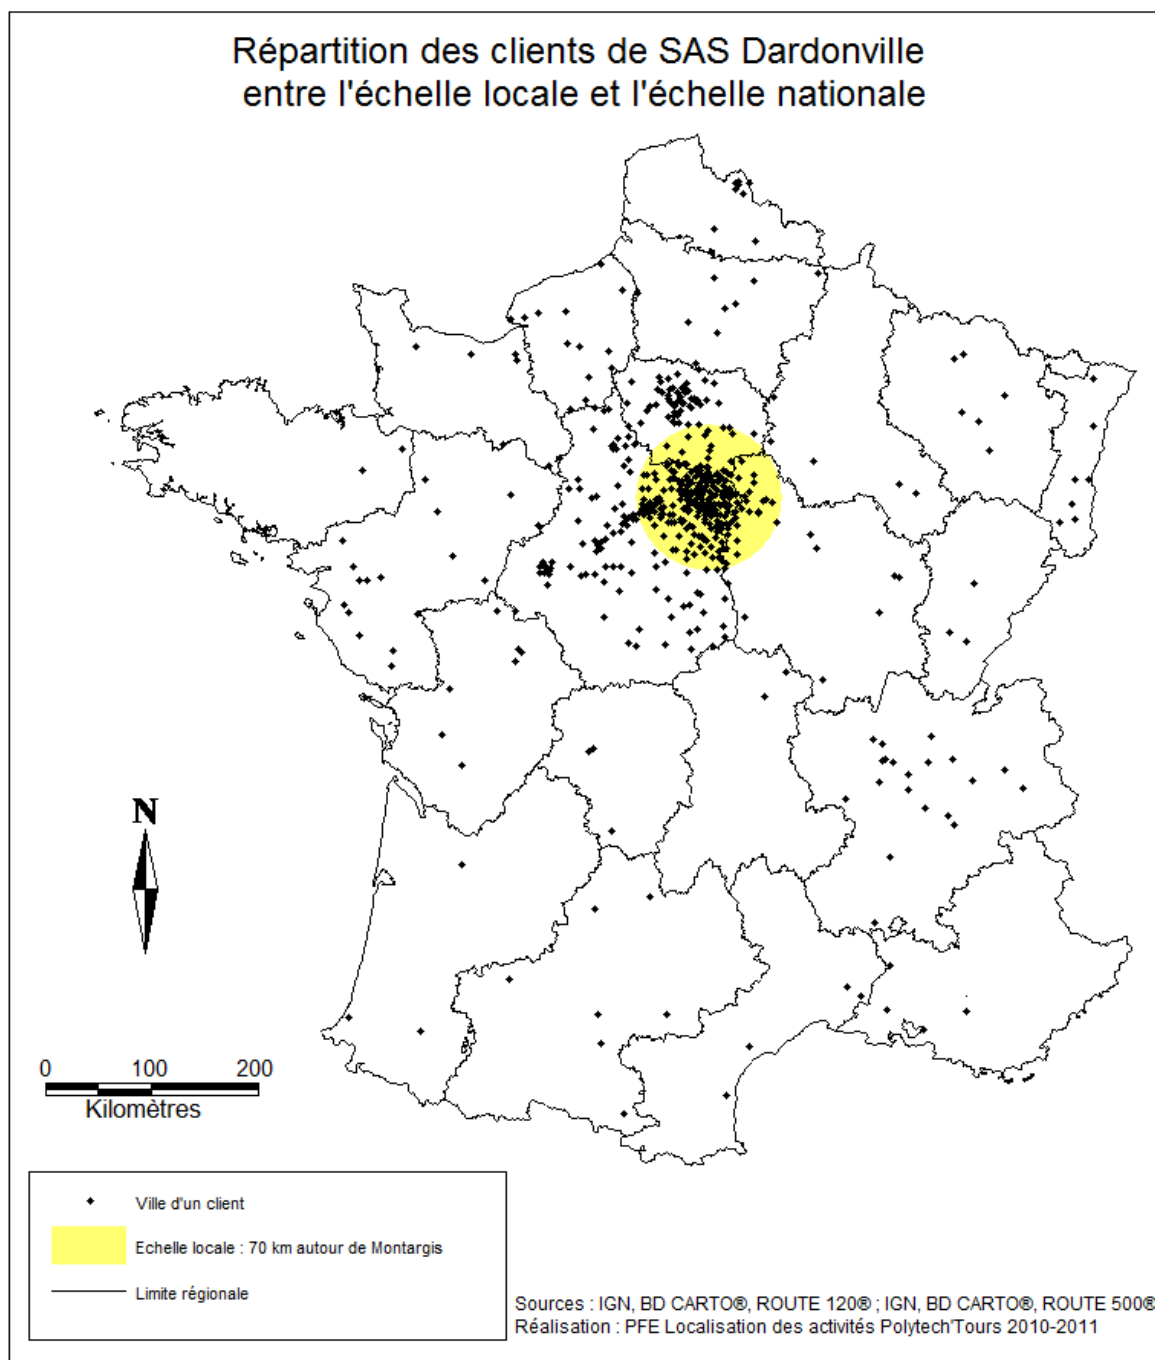 Répartition des clients de SAS Dardonville
entre l'échelle locale et l'échelle nationale
N
0 100 200
Kilomètres
Ville d'un client
Echelle locale : 70 km autour de Montargis
Limite régionale
Sources : IGN, BD CARTO®, ROUTE 120® ; IGN, BD CARTO®, ROUTE 500®
Réalisation : PFE Localisation des activités Polytech'Tours 2010-2011